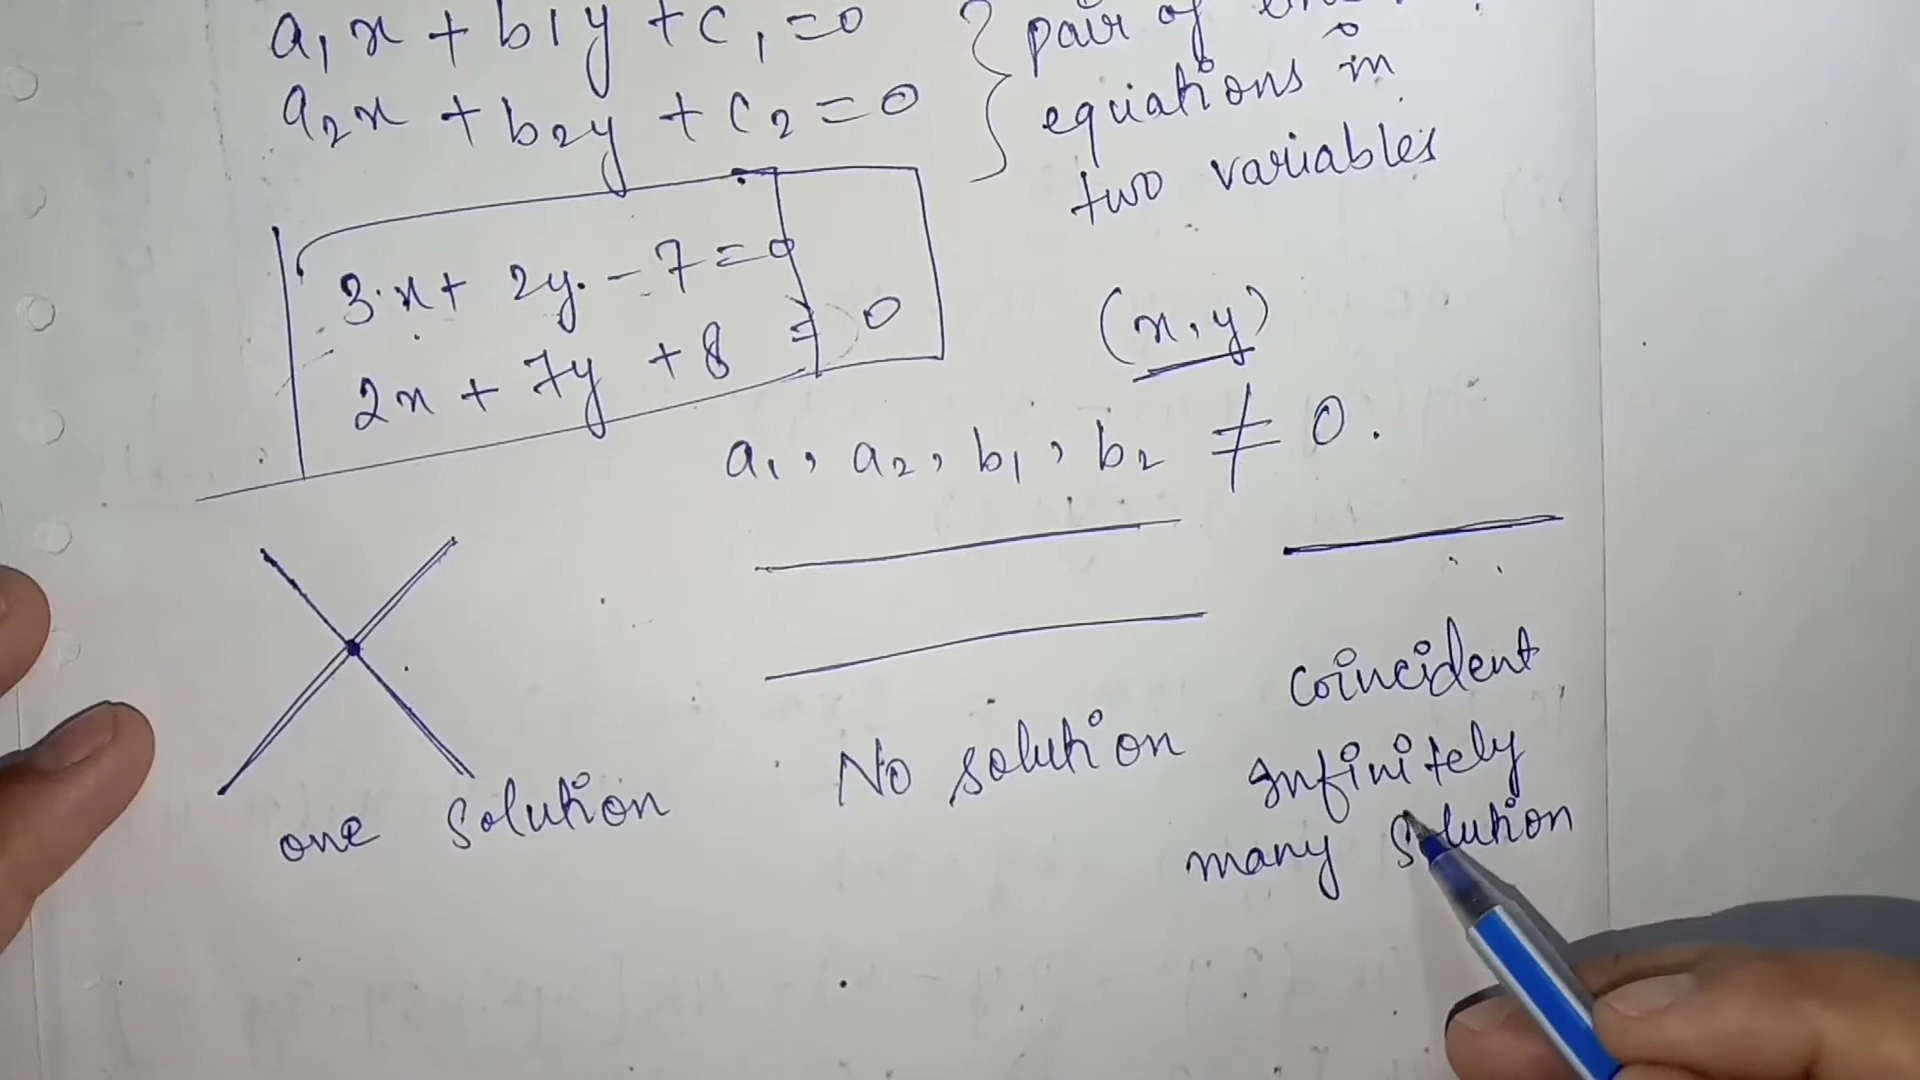 a₁x + b1y + c₁ = 0
a₂x + b₂y + c₂ = 0
pair of
equations in
two variables
3x + 2y - 7 = 0
2x + 7y + 8 = 0
(x, y)
a₁, a₂, b₁, b₂ ≠ 0.
one solution
No solution
coincident
Infinitely
many solution